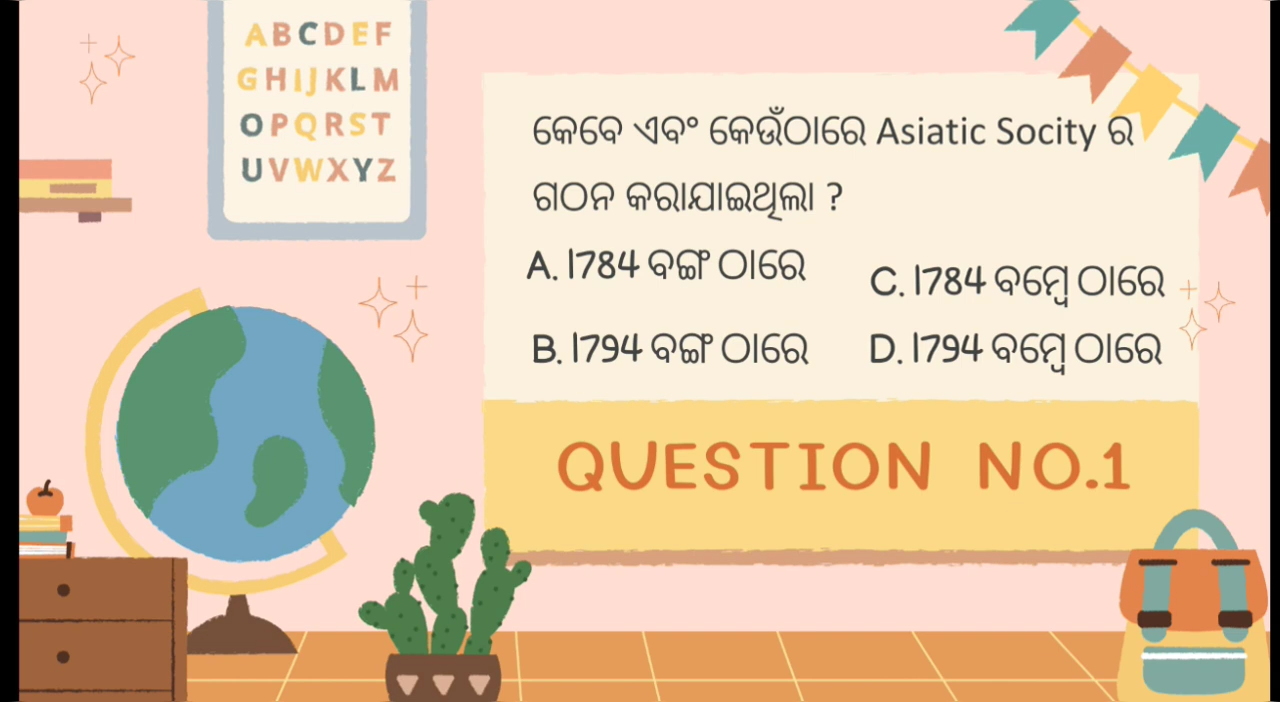 ABCDEF
GHIJKLM
OPQRST
UVWXYZ
କେବେ ଏବଂ କେଉଁଠାରେ Asiatic Socity ର
ଗଠନ କରାଯାଇଥିଲା ?
A. 1784 ବଙ୍ଗ ଠାରେ
B. 1794 ବଙ୍ଗ ଠାରେ
C. 1784 ବମ୍ବେ ଠାରେ
D. 1794 ବମ୍ବେ ଠାରେ
QUESTION NO.1